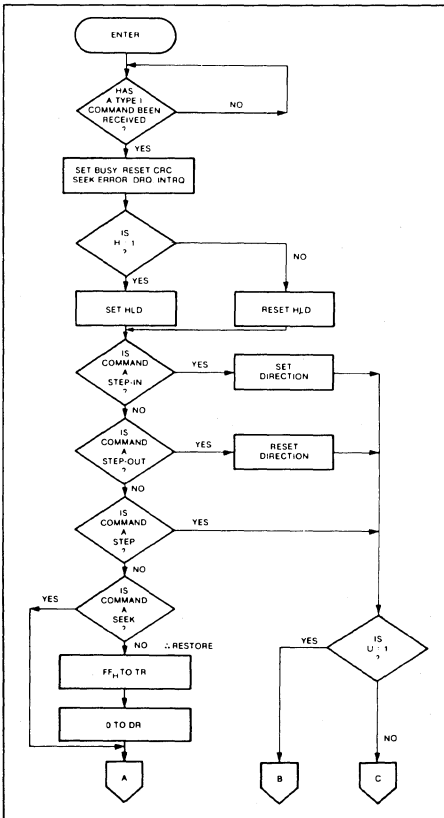 ENTER
HAS
A TYPE I
COMMAND BEEN
RECEIVED
?
NO
YES
SET BUSY RESET CRC
SEEK ERROR DRQ INTRQ
IS
H 1
?
NO
YES
SET HLD
RESET HLD
IS
COMMAND
A
STEP-IN
?
YES
SET
DIRECTION
NO
IS
COMMAND
A
STEP-OUT
?
YES
RESET
DIRECTION
NO
IS
COMMAND
A
STEP
?
YES
NO
IS
COMMAND
A
SEEK
?
YES
NO ∴ RESTORE
FFH TO TR
0 TO DR
A
IS
U : 1
?
YES
NO
B
C